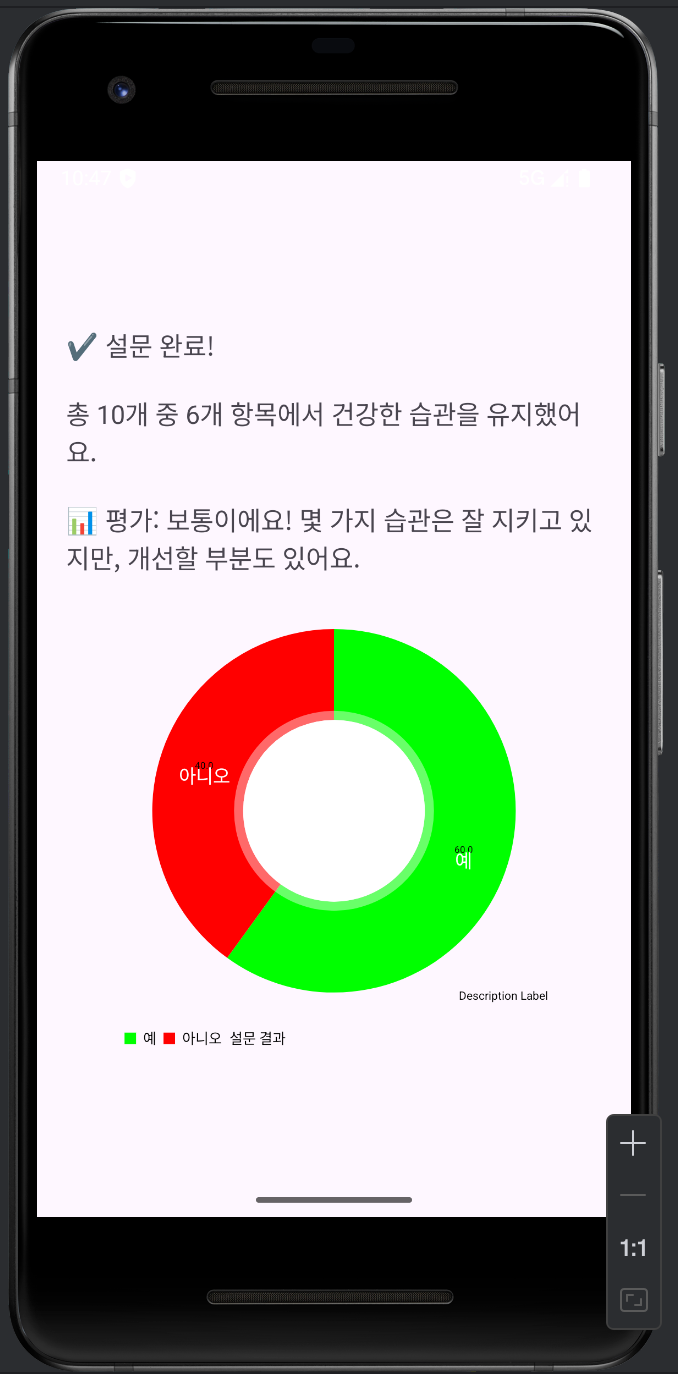 10:47
5G
✔️ 설문 완료!
총 10개 중 6개 항목에서 건강한 습관을 유지했어
요.
📊 평가: 보통이에요! 몇 가지 습관은 잘 지키고 있
지만, 개선할 부분도 있어요.
40.0
아니오
60.0
예
Description Label
예 아니오 설문 결과
1:1